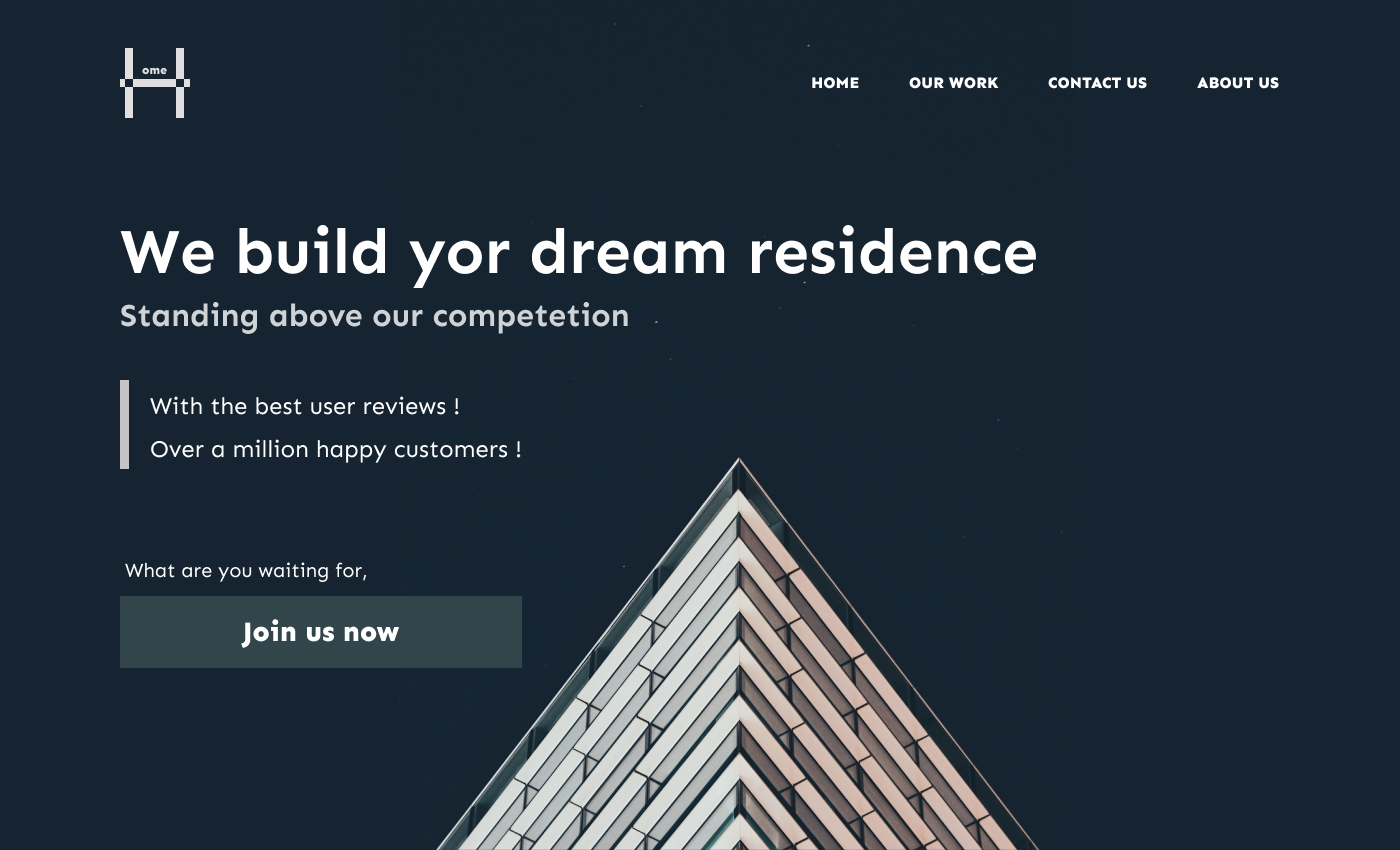 ome
HOME OUR WORK CONTACT US ABOUT US
We build yor dream residence
Standing above our competetion
With the best user reviews !
Over a million happy customers !
What are you waiting for,
Join us now